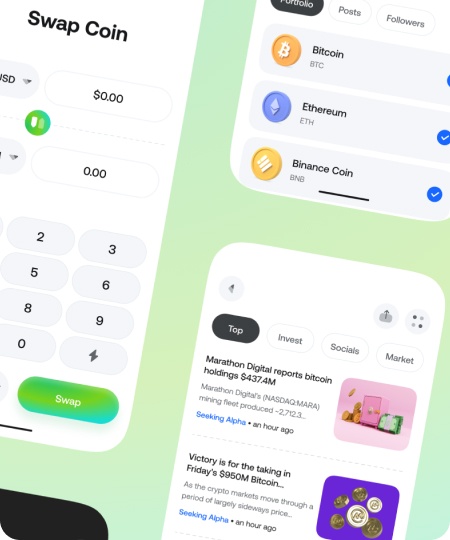 Swap Coin
USD
$0.00
0.00
2
3
5
6
8
9
0
Swap
Portfolio
Posts
Followers
Bitcoin
BTC
Ethereum
ETH
Binance Coin
BNB
Top
Invest
Socials
Market
Marathon Digital reports bitcoin
holdings $437.4M
Marathon Digital's (NASDAQ:MARA)
mining fleet produced ~2,712.3...
Seeking Alpha • an hour ago
Victory is for the taking in
Friday's $950M Bitcoin...
As the crypto markets move through a
period of largely sideways price...
Seeking Alpha • an hour ago